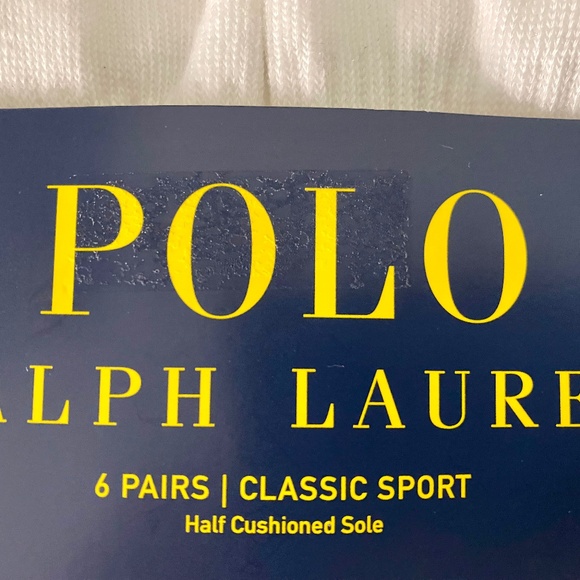 POLO
ALPH LAURE
6 PAIRS | CLASSIC SPORT
Half Cushioned Sole